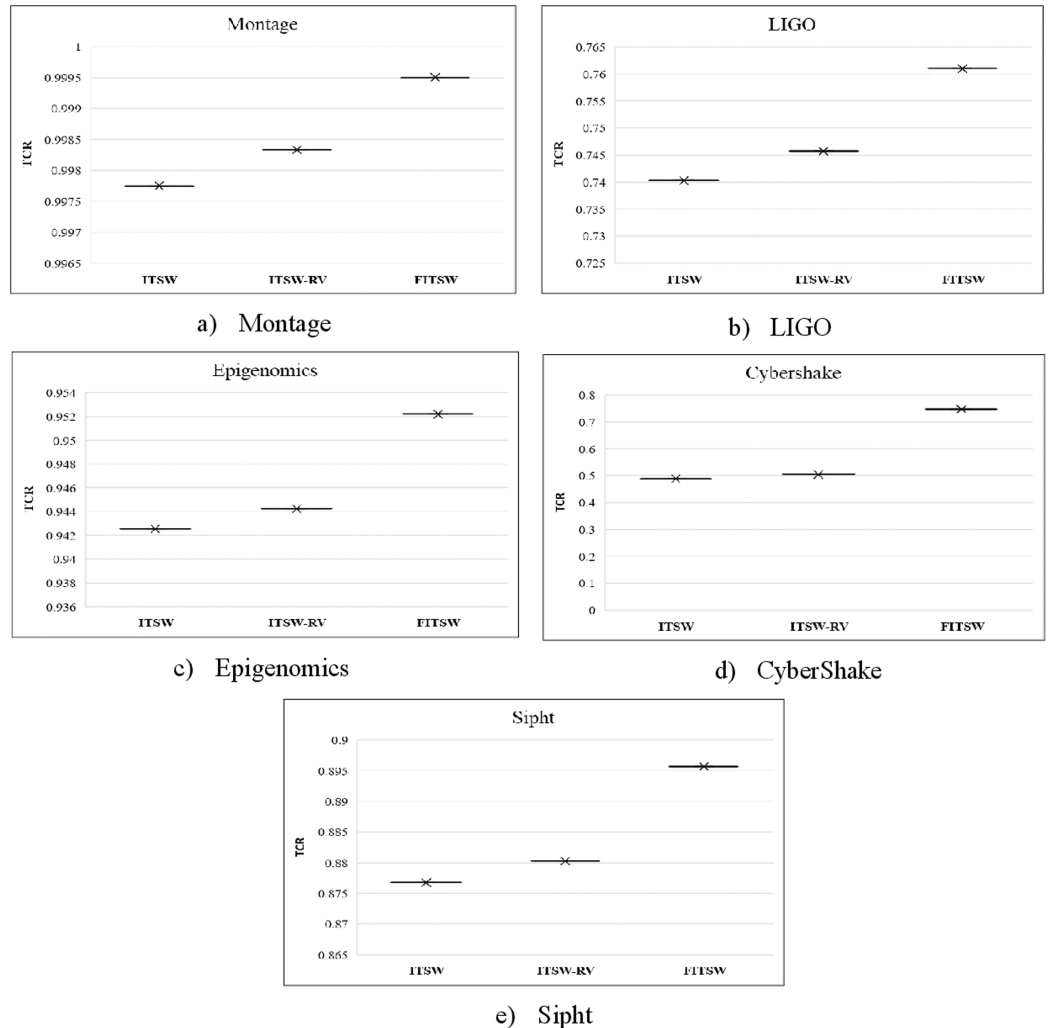 Montage
1
0.9995
0.999
0.9985
0.998
0.9975
0.997
0.9965
TCR
ITSW ITSW-RV FITSW
a) Montage
LIGO
0.765
0.76
0.755
0.75
0.745
0.74
0.735
0.73
0.725
TCR
ITSW ITSW-RV FITSW
b) LIGO
Epigenomics
0.954
0.952
0.95
0.948
0.946
0.944
0.942
0.94
0.938
0.936
TCR
ITSW ITSW-RV FITSW
c) Epigenomics
Cybershake
0.8
0.7
0.6
0.5
0.4
0.3
0.2
0.1
0
TCR
ITSW ITSW-RV FITSW
d) CyberShake
Sipht
0.9
0.895
0.89
0.885
0.88
0.875
0.87
0.865
TCR
ITSW ITSW-RV FITSW
e) Sipht